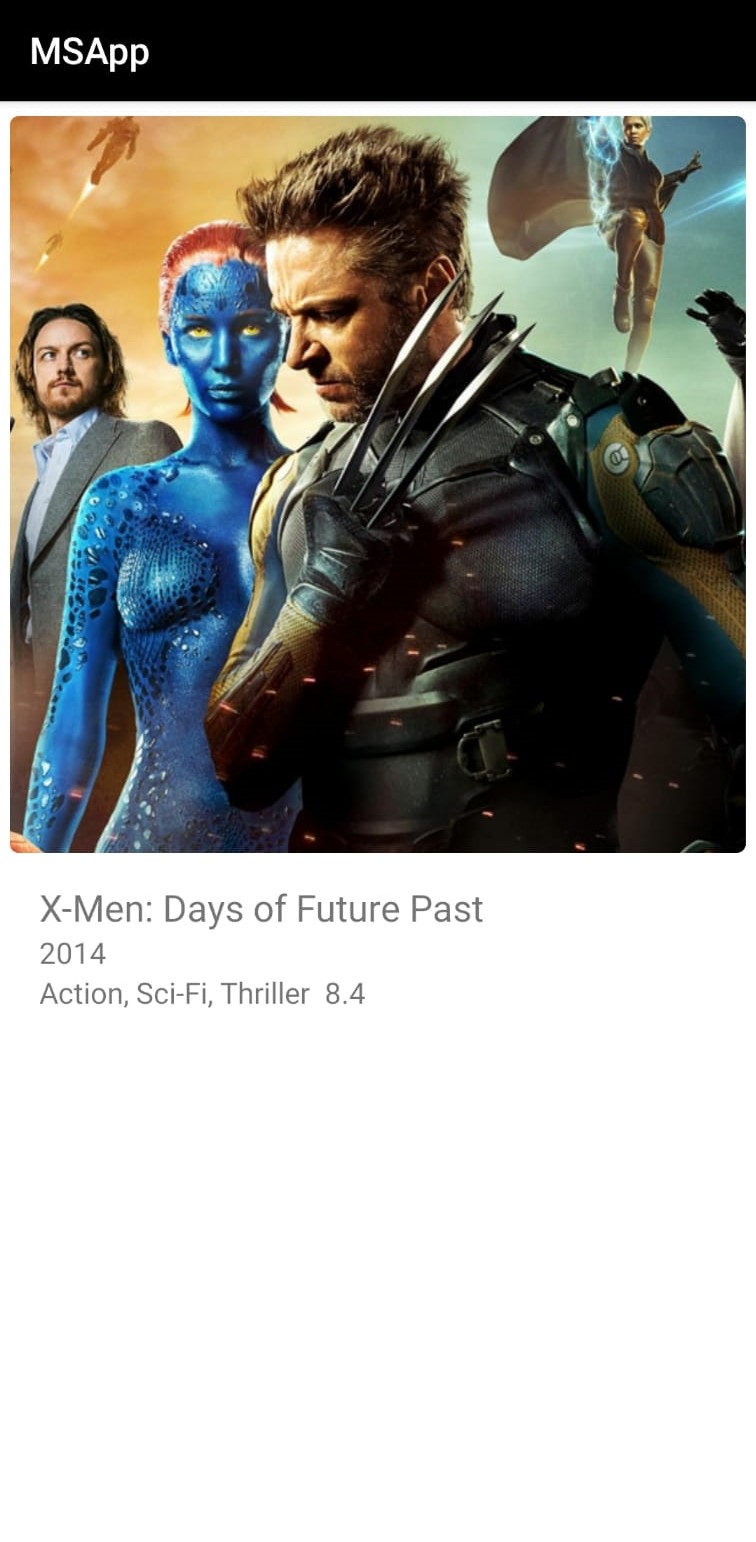 MSApp
X-Men: Days of Future Past
2014
Action, Sci-Fi, Thriller 8.4